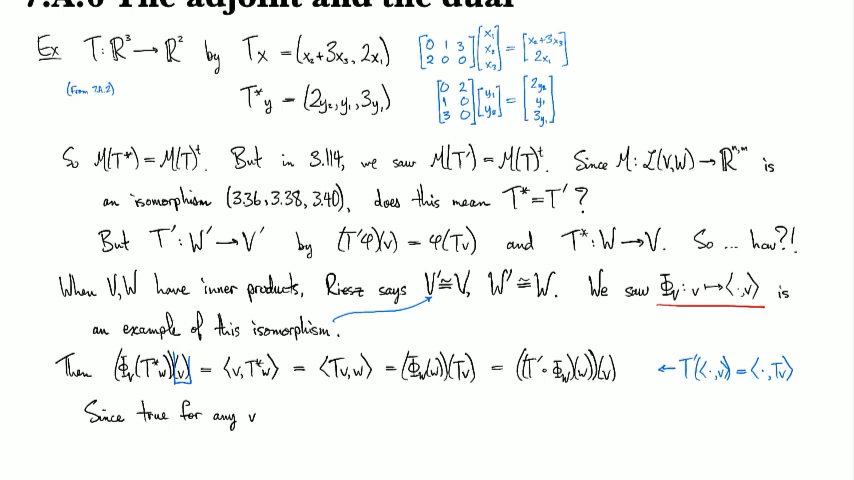 7.A.6 The adjoint and the dual
Ex T: ℝ³ → ℝ² by Tx = (x₂+3x₃, 2x₁) [0 1 3; 2 0 0][x₁; x₂; x₃] = [x₂+3x₃; 2x₁]
(From 7.A.2) T*y = (2y₂, y₁, 3y₁) [0 2; 1 0; 3 0][y₁; y₂] = [2y₂; y₁; 3y₁]
So M(T*) = M(T)ᵗ. But in 3.114, we saw M(T') = M(T)ᵗ. Since M: L(V,W) → ℝⁿ,ᵐ is
an isomorphism (3.36, 3.38, 3.40), does this mean T* = T' ?
But T': W' → V' by (T'φ)(v) = φ(Tv) and T*: W → V. So ... how?!
When V, W have inner products, Riesz says V' ≅ V, W' ≅ W. We saw Φᵥ: v ↦ ⟨·, v⟩ is
an example of this isomorphism.
Then (Φᵥ(T*w))(v) = ⟨v, T*w⟩ = ⟨Tv, w⟩ = (Φ_w(w))(Tv) = ((T' ∘ Φ_w)(w))(v) ← T'(⟨·, v⟩) = ⟨·, Tv⟩
Since true for any v